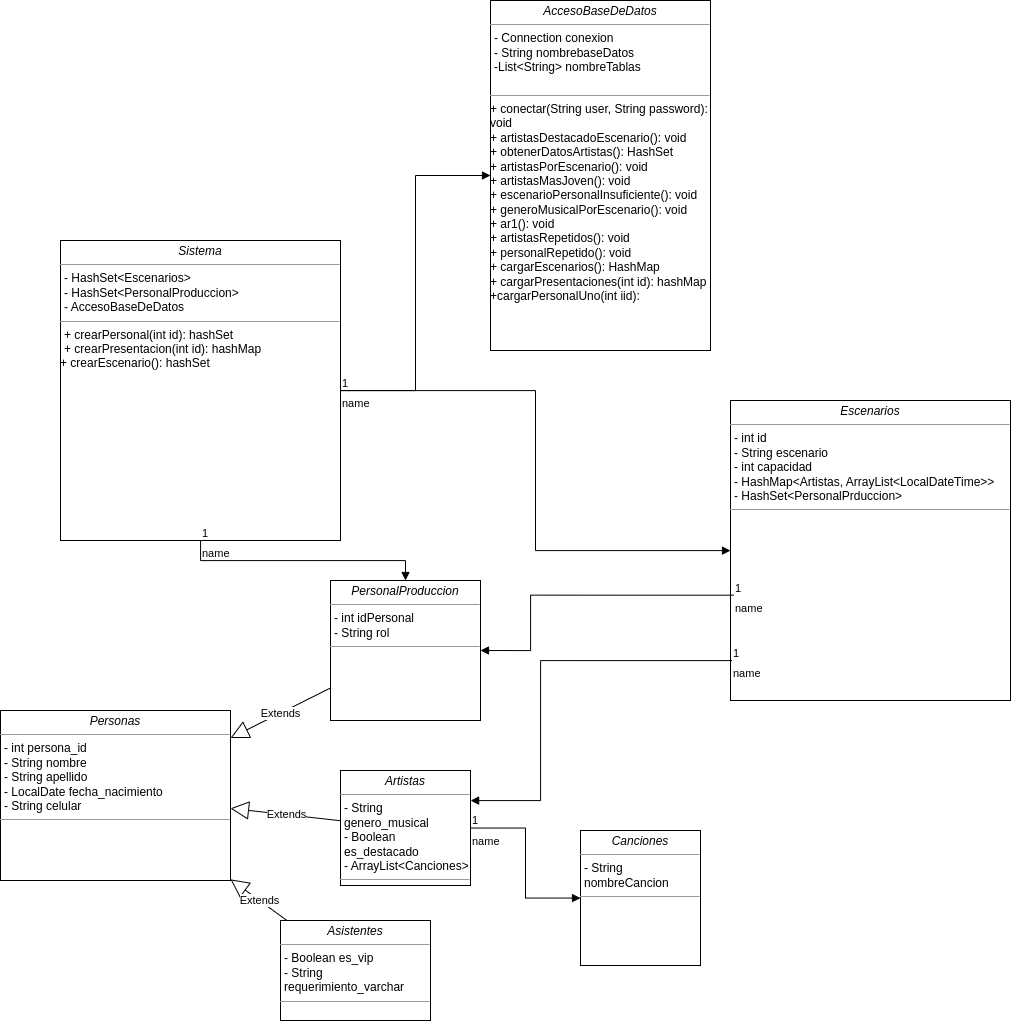 AccesoBaseDeDatos
- Connection conexion
- String nombrebaseDatos
-List<String> nombreTablas
+ conectar(String user, String password):
void
+ artistasDestacadoEscenario(): void
+ obtenerDatosArtistas(): HashSet
+ artistasPorEscenario(): void
+ artistasMasJoven(): void
+ escenarioPersonalInsuficiente(): void
+ generoMusicalPorEscenario(): void
+ ar1(): void
+ artistasRepetidos(): void
+ personalRepetido(): void
+ cargarEscenarios(): HashMap
+ cargarPresentaciones(int id): hashMap
+cargarPersonalUno(int iid):
Sistema
- HashSet<Escenarios>
- HashSet<PersonalProduccion>
- AccesoBaseDeDatos
+ crearPersonal(int id): hashSet
+ crearPresentacion(int id): hashMap
+ crearEscenario(): hashSet
1
name
1
name
Escenarios
- int id
- String escenario
- int capacidad
- HashMap<Artistas, ArrayList<LocalDateTime>>
- HashSet<PersonalPrduccion>
1
name
1
name
PersonalProduccion
- int idPersonal
- String rol
Extends
Personas
- int persona_id
- String nombre
- String apellido
- LocalDate fecha_nacimiento
- String celular
Extends
Artistas
- String
genero_musical
- Boolean
es_destacado
- ArrayList<Canciones>
1
name
Canciones
- String
nombreCancion
Extends
Asistentes
- Boolean es_vip
- String
requerimiento_varchar